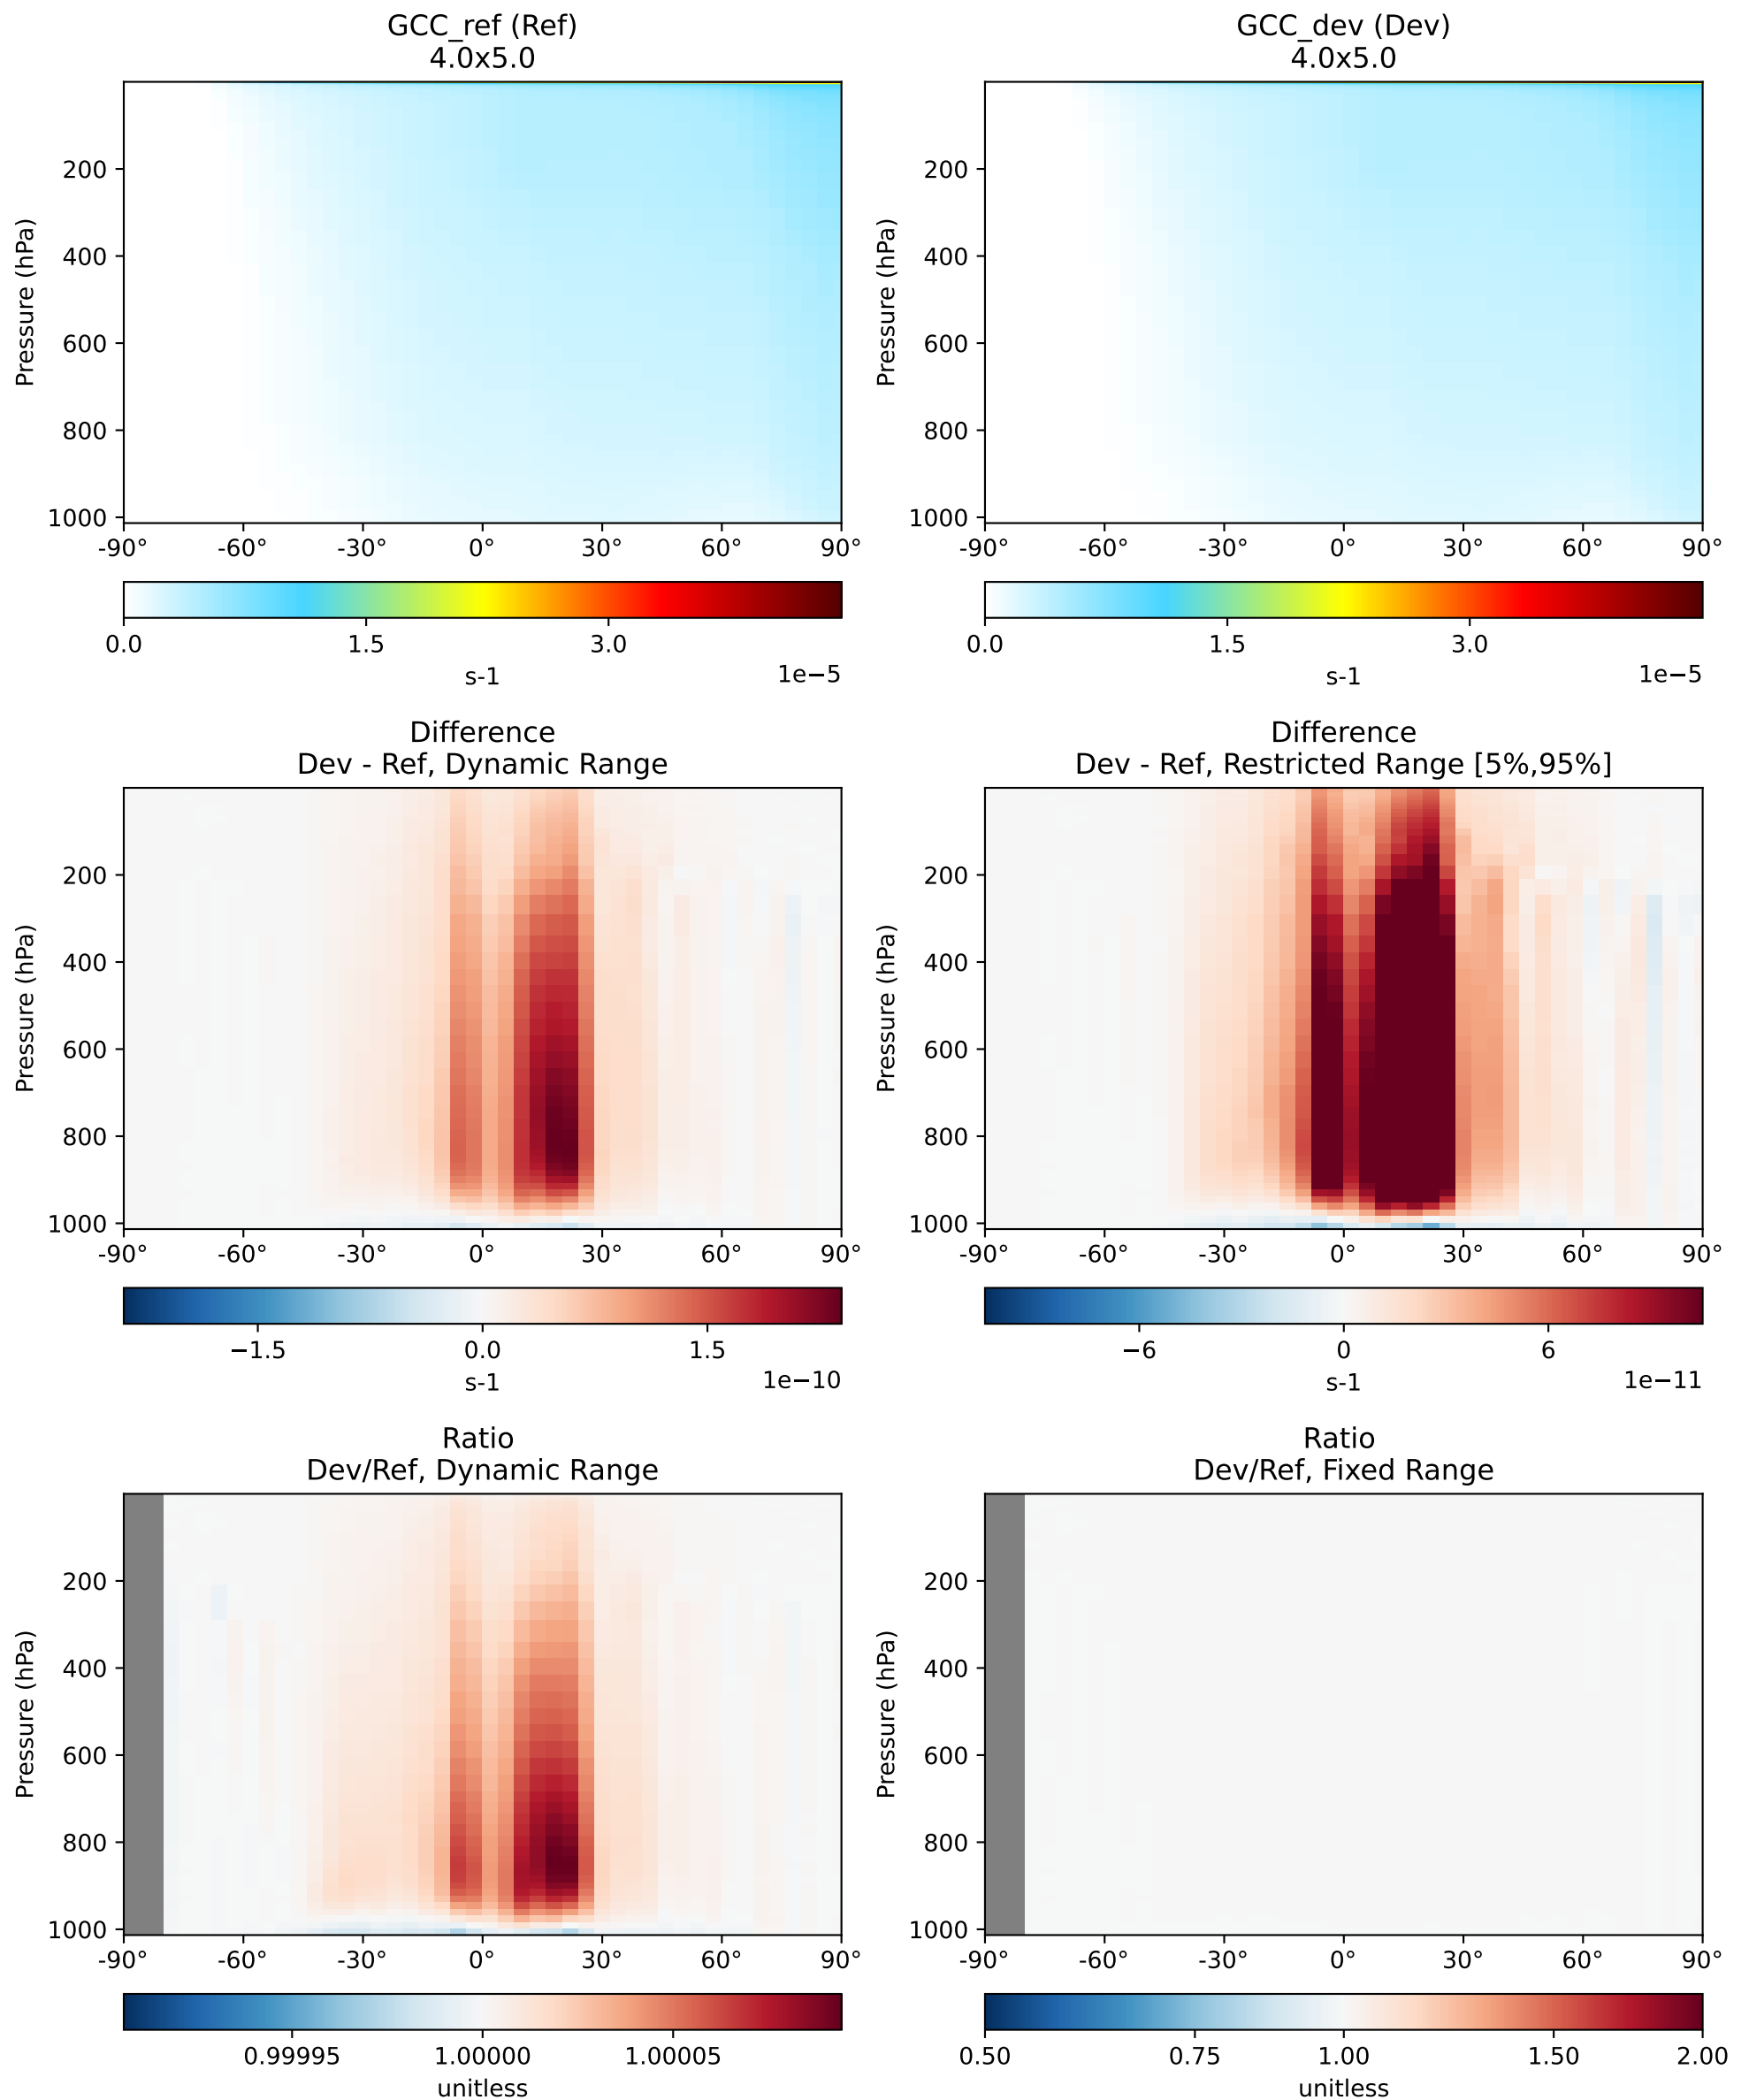 GCC_ref (Ref)
4.0x5.0
GCC_dev (Dev)
4.0x5.0
Pressure (hPa)
200
400
600
800
1000
-90° -60° -30° 0° 30° 60° 90°
0.0 1.5 3.0
s-1
1e−5
Pressure (hPa)
200
400
600
800
1000
-90° -60° -30° 0° 30° 60° 90°
0.0 1.5 3.0
s-1
1e−5
Difference
Dev - Ref, Dynamic Range
Pressure (hPa)
200
400
600
800
1000
-90° -60° -30° 0° 30° 60° 90°
−1.5 0.0 1.5
s-1
1e−10
Difference
Dev - Ref, Restricted Range [5%,95%]
Pressure (hPa)
200
400
600
800
1000
-90° -60° -30° 0° 30° 60° 90°
−6 0 6
s-1
1e−11
Ratio
Dev/Ref, Dynamic Range
Pressure (hPa)
200
400
600
800
1000
-90° -60° -30° 0° 30° 60° 90°
0.99995 1.00000 1.00005
unitless
Ratio
Dev/Ref, Fixed Range
Pressure (hPa)
200
400
600
800
1000
-90° -60° -30° 0° 30° 60° 90°
0.50 0.75 1.00 1.50 2.00
unitless